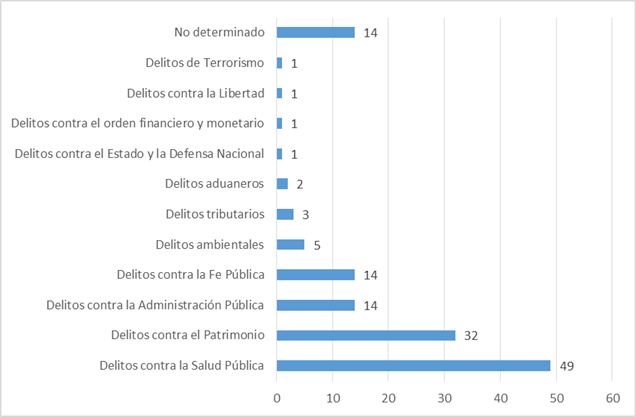 No determinado 14
Delitos de Terrorismo 1
Delitos contra la Libertad 1
Delitos contra el orden financiero y monetario 1
Delitos contra el Estado y la Defensa Nacional 1
Delitos aduaneros 2
Delitos tributarios 3
Delitos ambientales 5
Delitos contra la Fe Pública 14
Delitos contra la Administración Pública 14
Delitos contra el Patrimonio 32
Delitos contra la Salud Pública 49
0 10 20 30 40 50 60